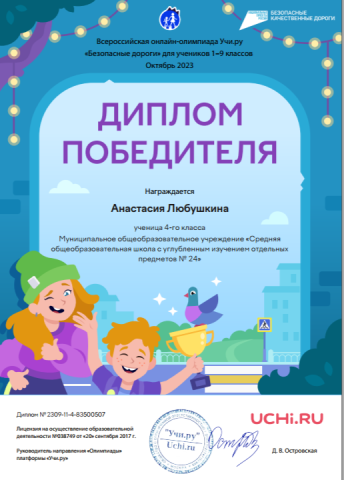 БЕЗОПАСНЫЕ
КАЧЕСТВЕННЫЕ ДОРОГИ
Всероссийская онлайн-олимпиада Учи.ру
«Безопасные дороги» для учеников 1–9 классов
Октябрь 2023
ДИПЛОМ
ПОБЕДИТЕЛЯ
Награждается
Анастасия Любушкина
ученица 4-го класса
Муниципальное общеобразовательное учреждение «Средняя
общеобразовательная школа с углубленным изучением отдельных
предметов № 24»
Диплом № 2309-11-4-83500507
Лицензия на осуществление образовательной
деятельности №038749 от «20» сентября 2017 г.
Руководитель направления «Олимпиады»
платформы «Учи.ру»
"Учи.ру"
Uchi.ru
UCHi.RU
Д. В. Островская